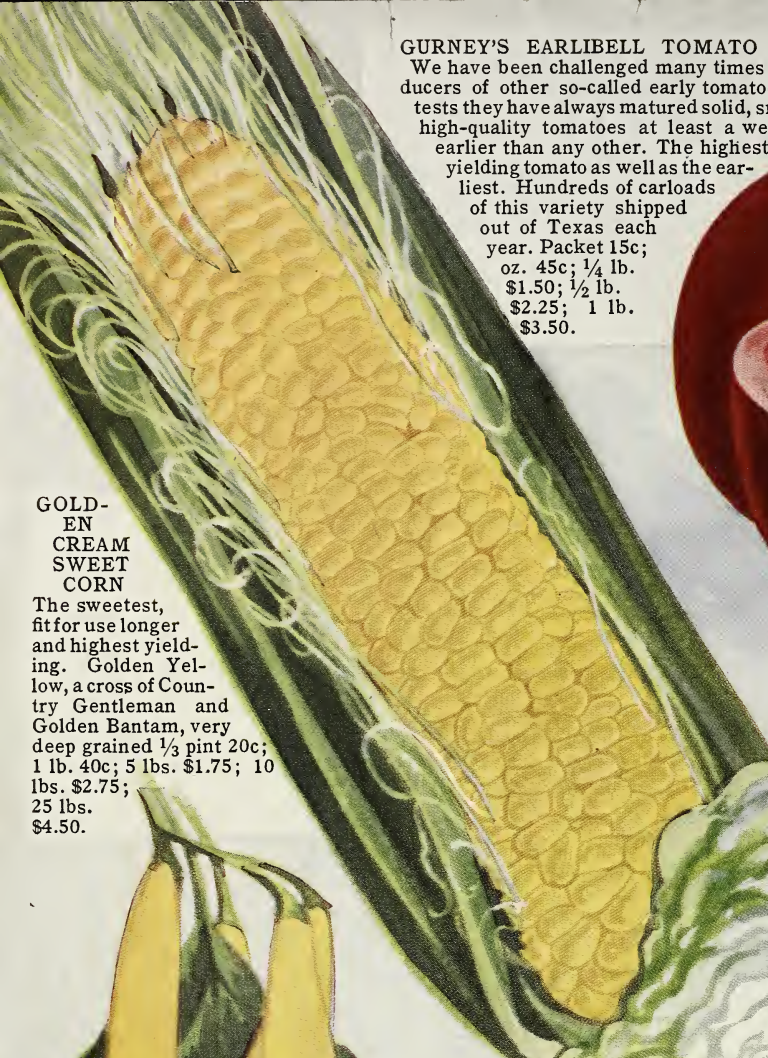 GURNEY'S EARLIBELL TOMATO
We have been challenged many times
ducers of other so-called early tomato
tests they have always matured solid,
high-quality tomatoes at least a
earlier than any other. The highest
yielding tomato as well as the ear-
liest. Hundreds of carloads
of this variety shipped
out of Texas each
year. Packet 15c;
oz. 45c; ¼ lb.
$1.50; ½ lb.
$2.25; 1 lb.
$3.50.
GOLD-
EN
CREAM
SWEET
CORN
The sweetest,
fit for use longer
and highest yield-
ing. Golden Yel-
low, a cross of Coun-
try Gentleman and
Golden Bantam, very
deep grained ⅓ pint 20c;
1 lb. 40c; 5 lbs. $1.75; 10
lbs. $2.75;
25 lbs.
$4.50.